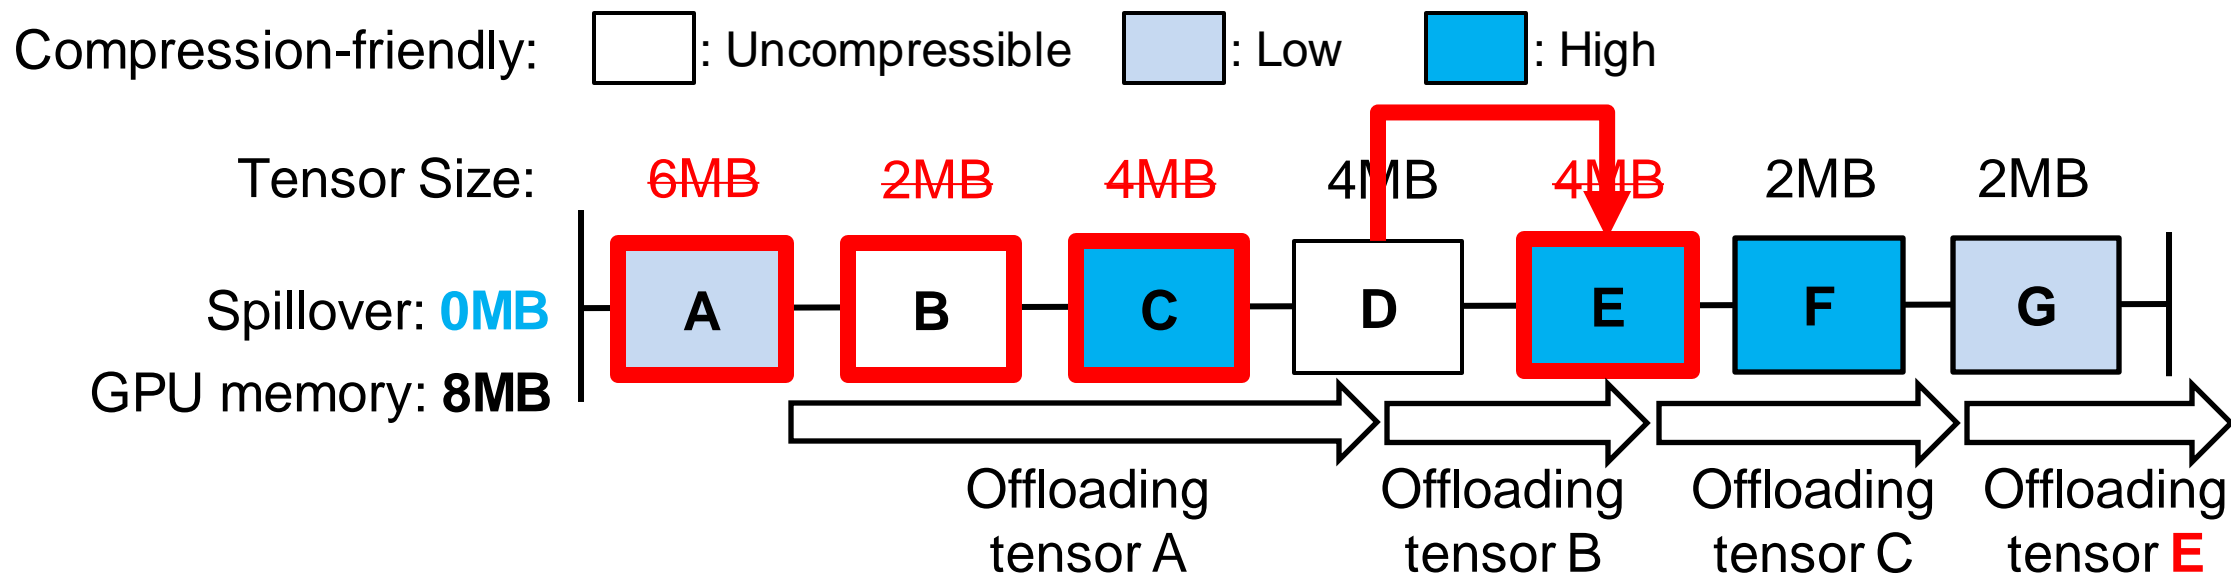 Compression-friendly: : Uncompressible : Low : High
Tensor Size: 6MB 2MB 4MB 4MB 4MB 2MB 2MB
Spillover: 0MB
A B C D E F G
GPU memory: 8MB
Offloading tensor A
Offloading tensor B
Offloading tensor C
Offloading tensor E